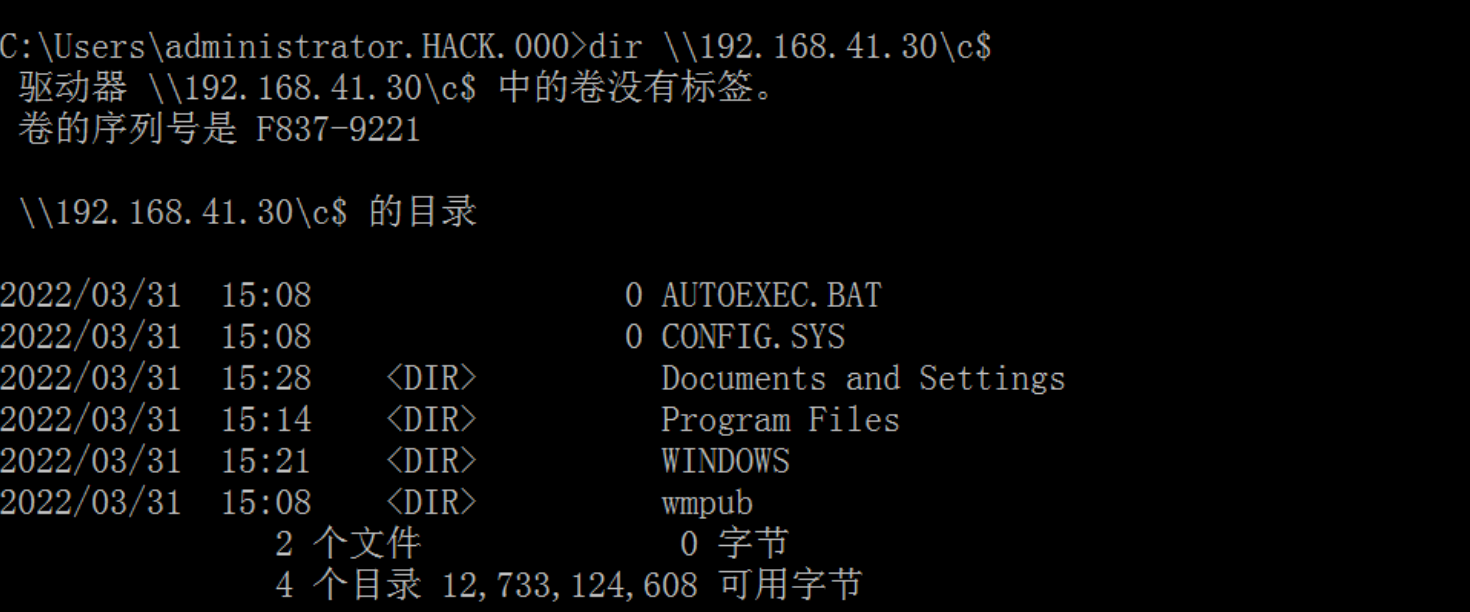 C:\Users\administrator.HACK.000>dir \\192.168.41.30\c$
驱动器 \\192.168.41.30\c$ 中的卷没有标签。
卷的序列号是 F837-9221
\\192.168.41.30\c$ 的目录
2022/03/31  15:08                 0 AUTOEXEC.BAT
2022/03/31  15:08                 0 CONFIG.SYS
2022/03/31  15:28    <DIR>          Documents and Settings
2022/03/31  15:14    <DIR>          Program Files
2022/03/31  15:21    <DIR>          WINDOWS
2022/03/31  15:08    <DIR>          wmpub
2 个文件              0 字节
4 个目录 12,733,124,608 可用字节